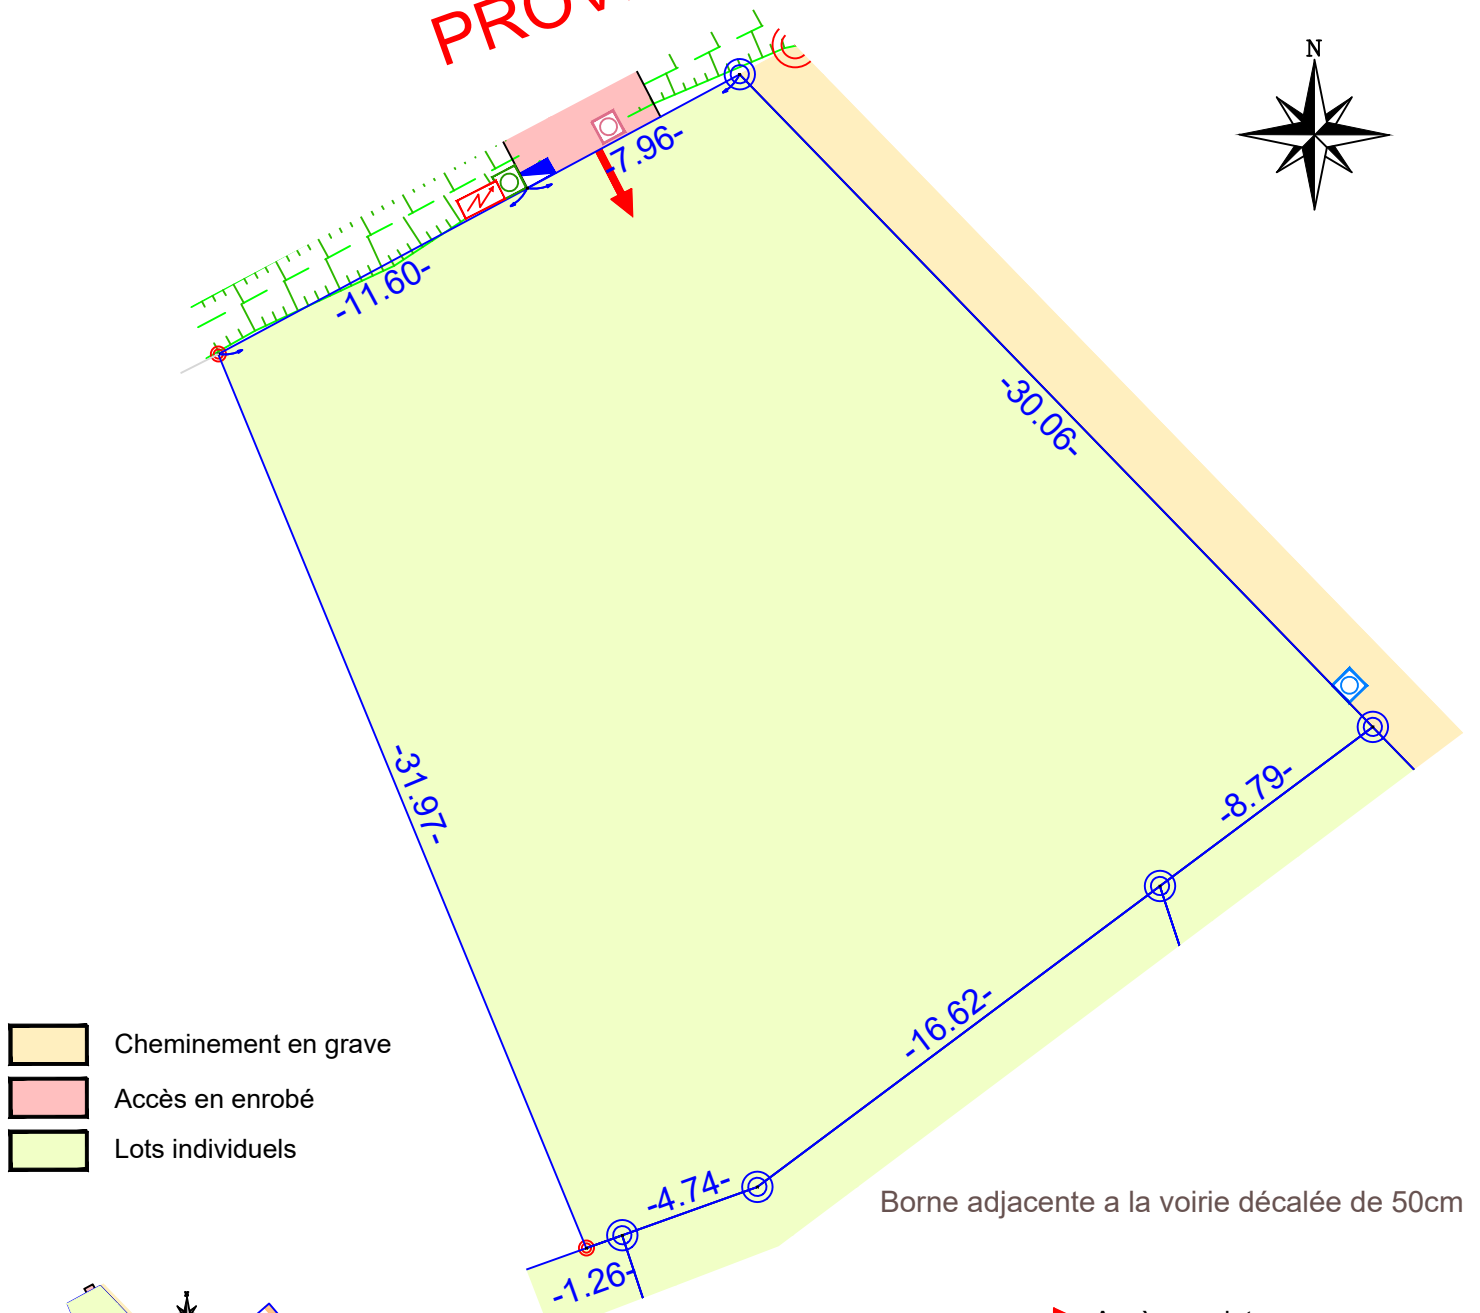 PROV
N
-7.96-
-11.60-
-30.06-
-31.97-
-8.79-
-16.62-
Cheminement en grave
Accès en enrobé
Lots individuels
-4.74-
Borne adjacente a la voirie décalée de 50cm
-1.26-